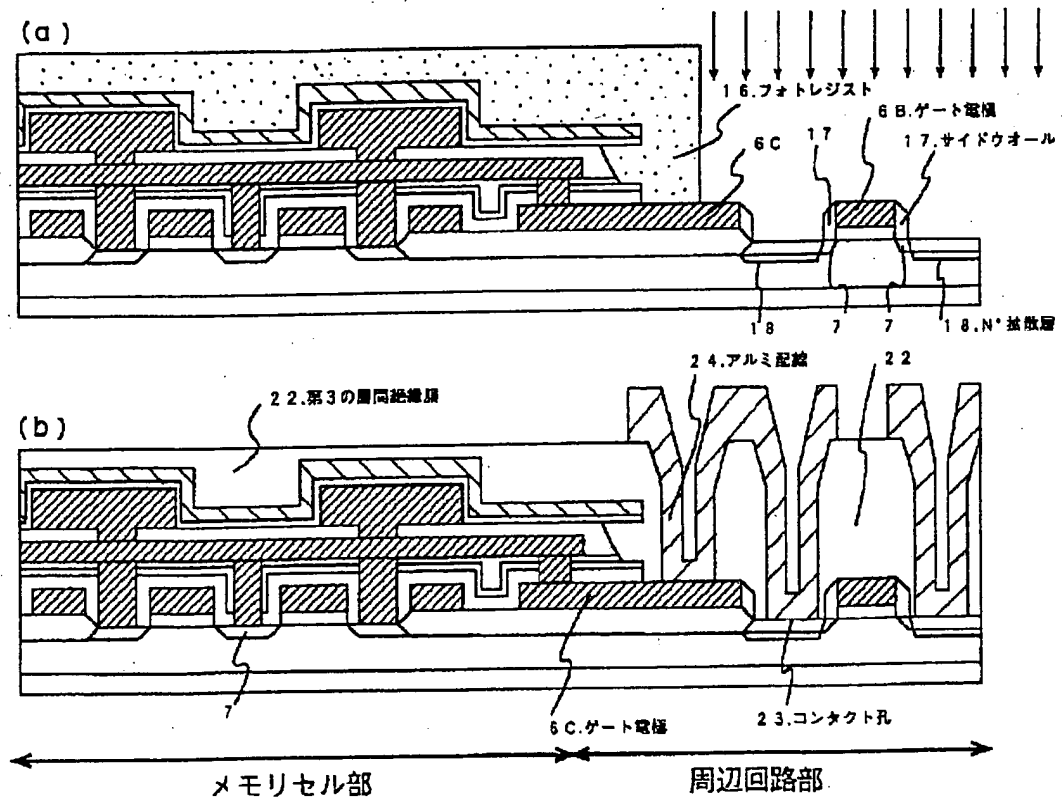 (a)
16.フォトレジスト
6B.ゲート電極
6C
17
17.サイドウオール
18
7
7
18.N⁺拡散層
24.アルミ配線
22
22.第3の層間絶縁膜
(b)
7
6C.ゲート電極
23.コンタクト孔
メモリセル部
周辺回路部